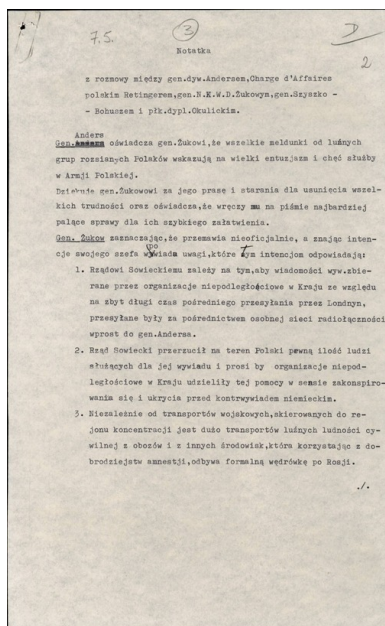 7.5.
3
D
2
Notatka
z rozmowy między gen.dyw.Andersem,Charge d'Affaires
polskim Retingerem,gen.N.K.W.D.Żukowym,gen.Szyszko -
- Bohuszem i płk.dypl.Okulickim.
Anders
Gen. oświadcza gen.Żukowi,że wszelkie meldunki od luźnych
grup rozsianych Polaków wskazują na wielki entuzjazm i chęć służby
w Armji Polskiej.
Dziękuje gen.Żukowowi za jego pracę i starania dla usunięcia wszel-
kich trudności oraz oświadcza,że wręczy mu na piśmie najbardziej
palące sprawy dla ich szybkiego załatwienia.
Gen. Żukow zaznaczając,że przemawia nieoficjalnie, a znając inten-
cje swojego szefa powiada uwagi,które tym intencjom odpowiadają:
1. Rządowi Sowieckiemu zależy na tym,aby wiadomości wyw.zbie-
rane przez organizacje niepodległościowe w Kraju ze względu
na zbyt długi czas pośredniego przesyłania przez Londnyn,
przesyłane były za pośrednictwem osobnej sieci radiołączności
wprost do gen.Andersa.
2. Rząd Sowiecki przerzucił na teren Polski pewną ilość ludzi
służących dla jej wywiadu i prosi by organizacje niepod-
ległościowe w Kraju udzieliły tej pomocy w sensie zakonspiro-
wania się i ukrycia przed kontrwywiadem niemieckim.
3. Niezależnie od transportów wojskowych,skierowanych do re-
jonu koncentracji jest dużo transportów luźnych ludności cy-
wilnej z obozów i z innych środowisk,która korzystając z do-
brodziejstw amnestji,odbywa formalną wędrówkę po Rosji.
./.